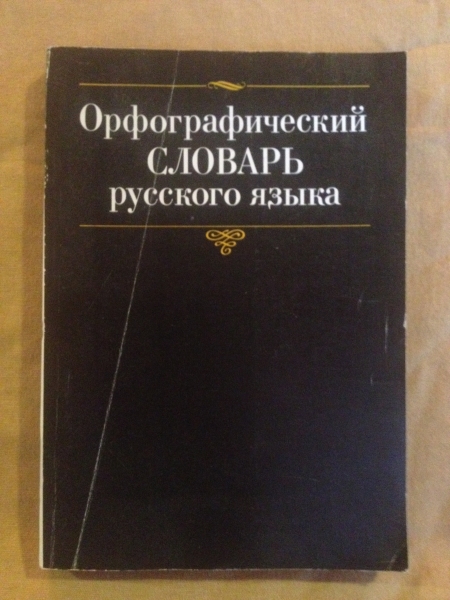 Орфографический
СЛОВАРЬ
русского языка